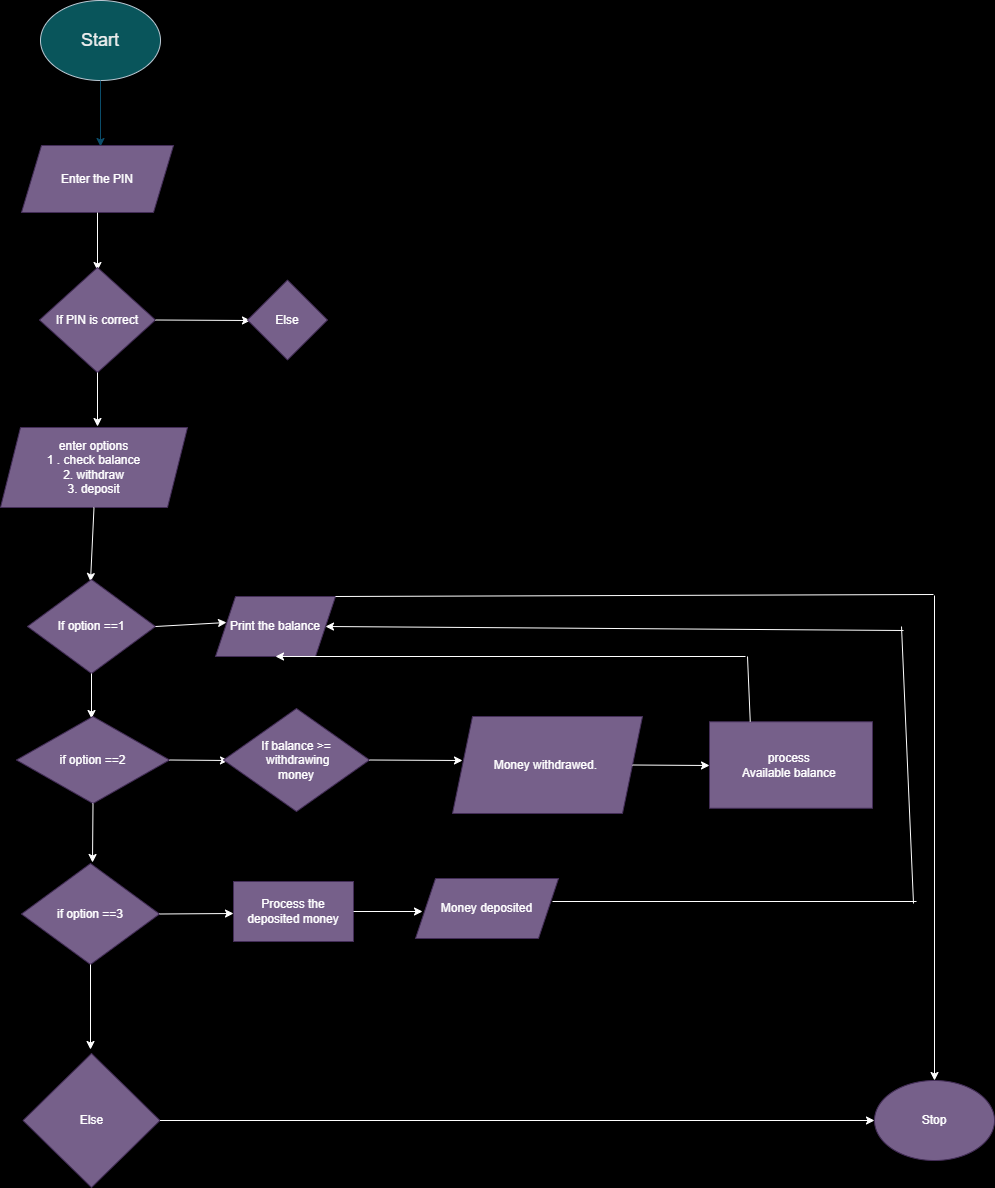 Start
Enter the PIN
If PIN is correct
Else
enter options
1 . check balance
2. withdraw
3. deposit
If option ==1
Print the balance
if option ==2
If balance >=
withdrawing
money
Money withdrawed.
process
Available balance
if option ==3
Process the
deposited money
Money deposited
Else
Stop